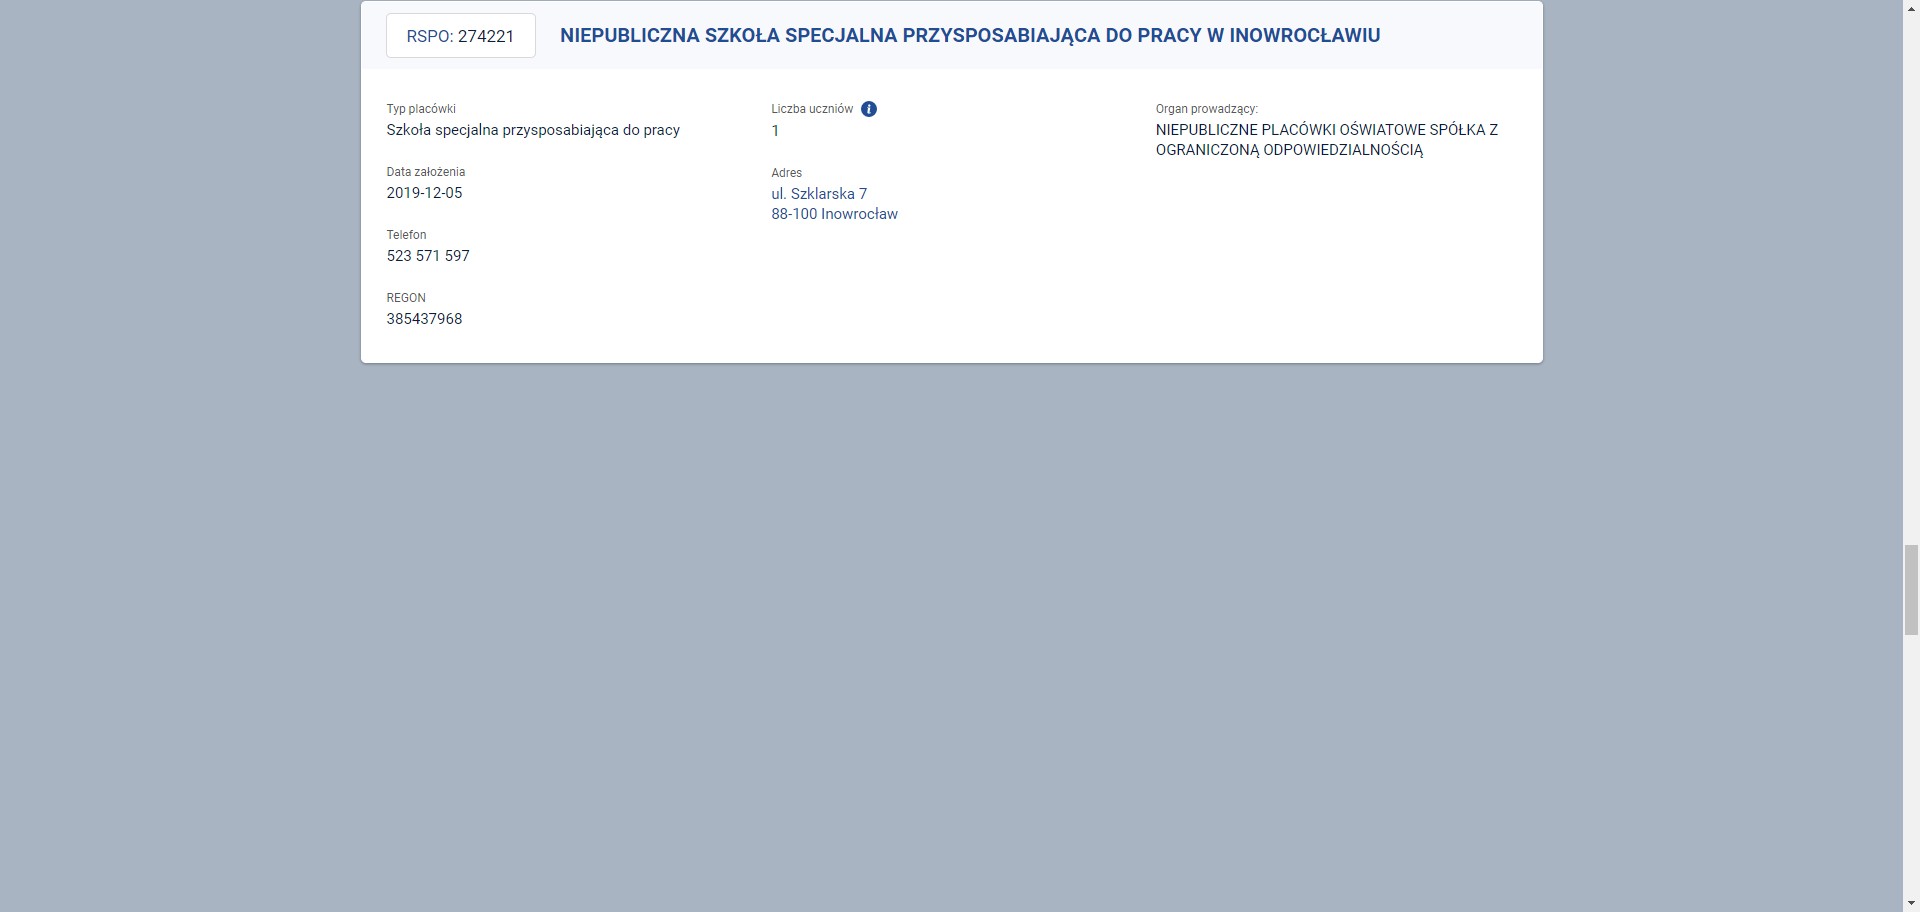 RSPO: 274221
NIEPUBLICZNA SZKOŁA SPECJALNA PRZYSPOSABIAJĄCA DO PRACY W INOWROCŁAWIU
Typ placówki
Szkoła specjalna przysposabiająca do pracy
Data założenia
2019-12-05
Telefon
523 571 597
REGON
385437968
Liczba uczniów
1
Adres
ul. Szklarska 7
88-100 Inowrocław
Organ prowadzący:
NIEPUBLICZNE PLACÓWKI OŚWIATOWE SPÓŁKA Z
OGRANICZONĄ ODPOWIEDZIALNOŚCIĄ